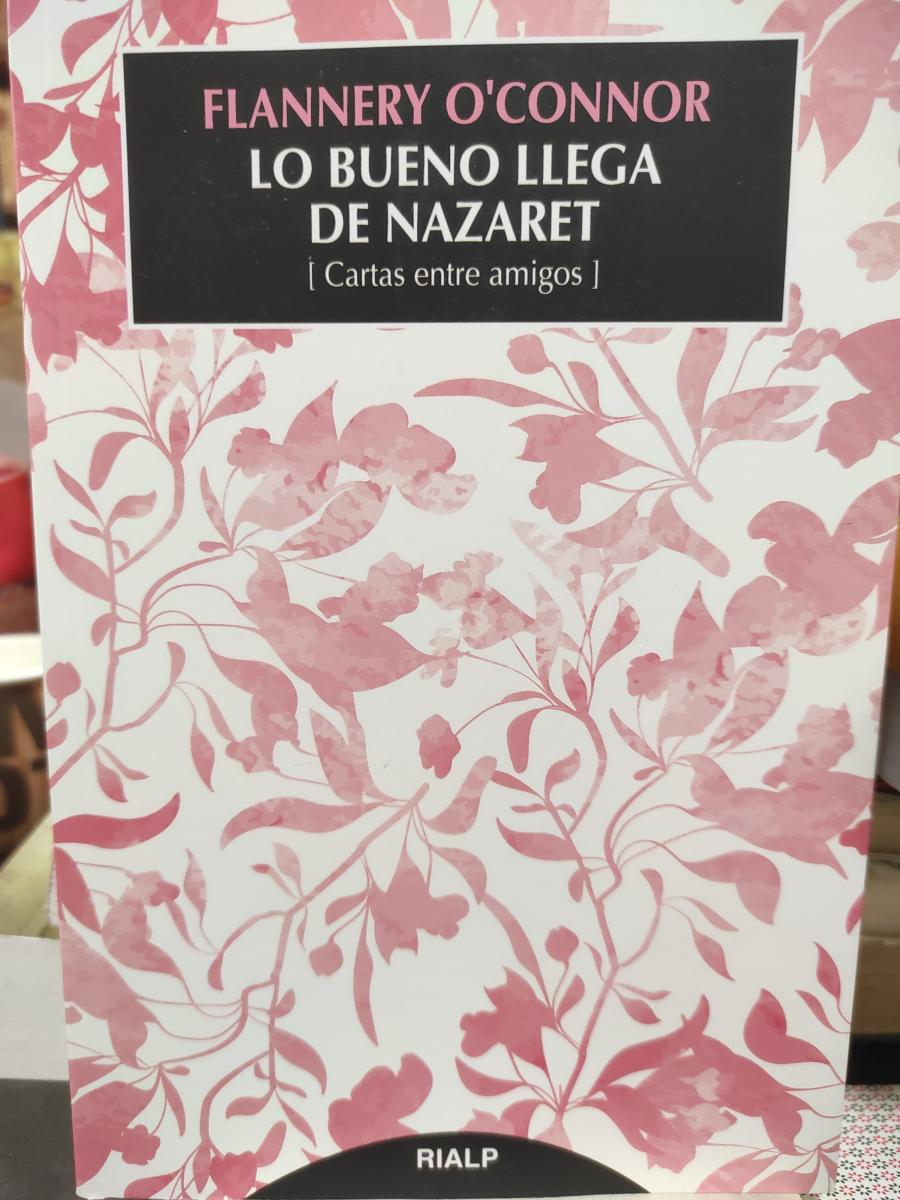 FLANNERY O'CONNOR
LO BUENO LLEGA
DE NAZARET
[ Cartas entre amigos ]
RIALP